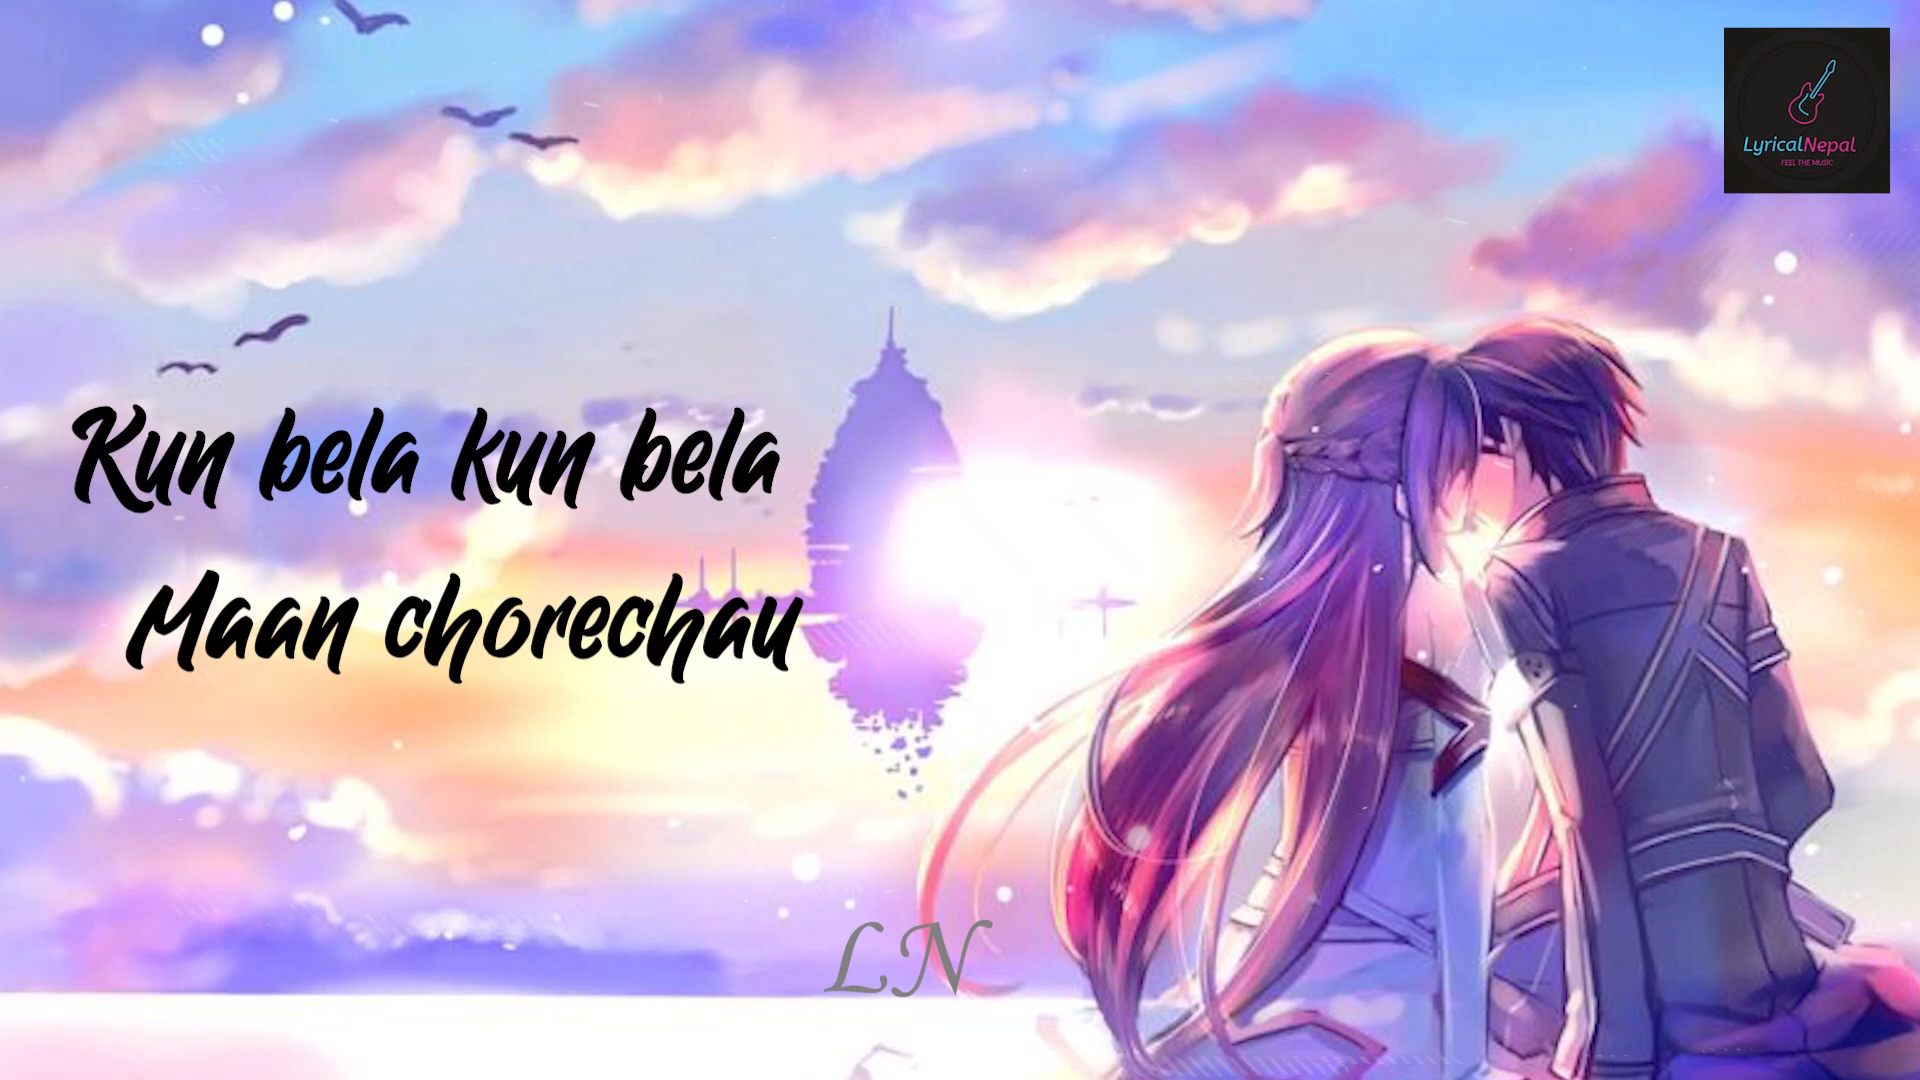 LyricalNepal
FEEL THE MUSIC
Kun bela kun bela
Maan chorechau
LN